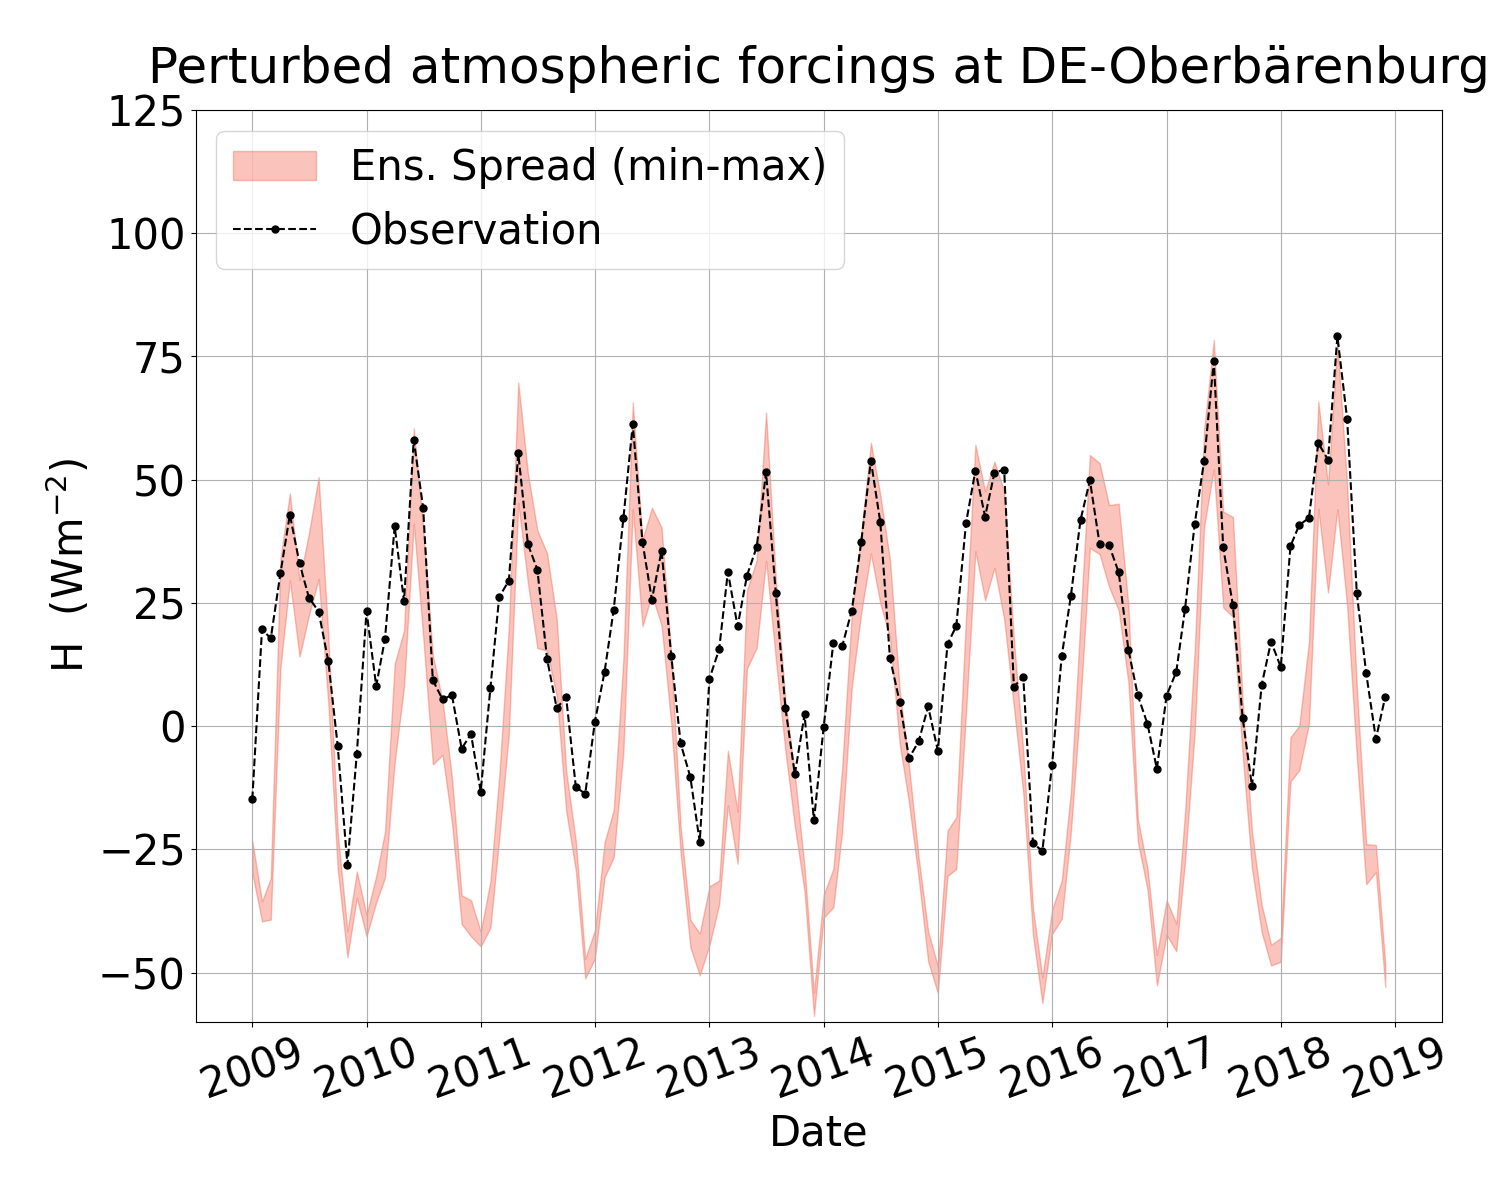 Perturbed atmospheric forcings at DE-Oberbärenburg
125
100
75
50
25
0
−25
−50
H (Wm⁻²)
Ens. Spread (min-max)
Observation
2009 2010 2011 2012 2013 2014 2015 2016 2017 2018 2019
Date